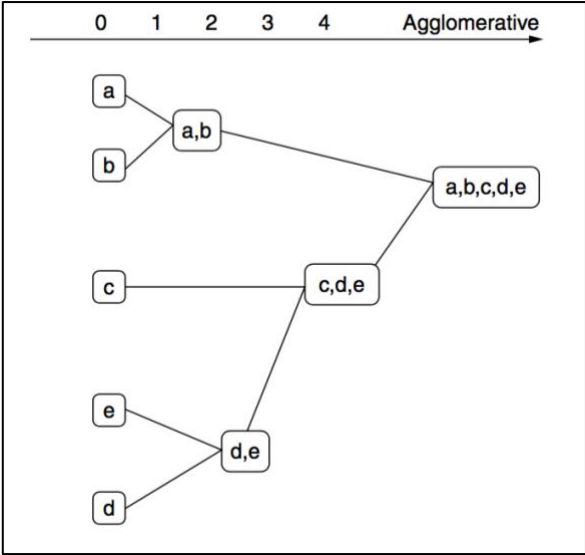 0 1 2 3 4 Agglomerative
a
a,b
b
a,b,c,d,e
c
c,d,e
e
d,e
d